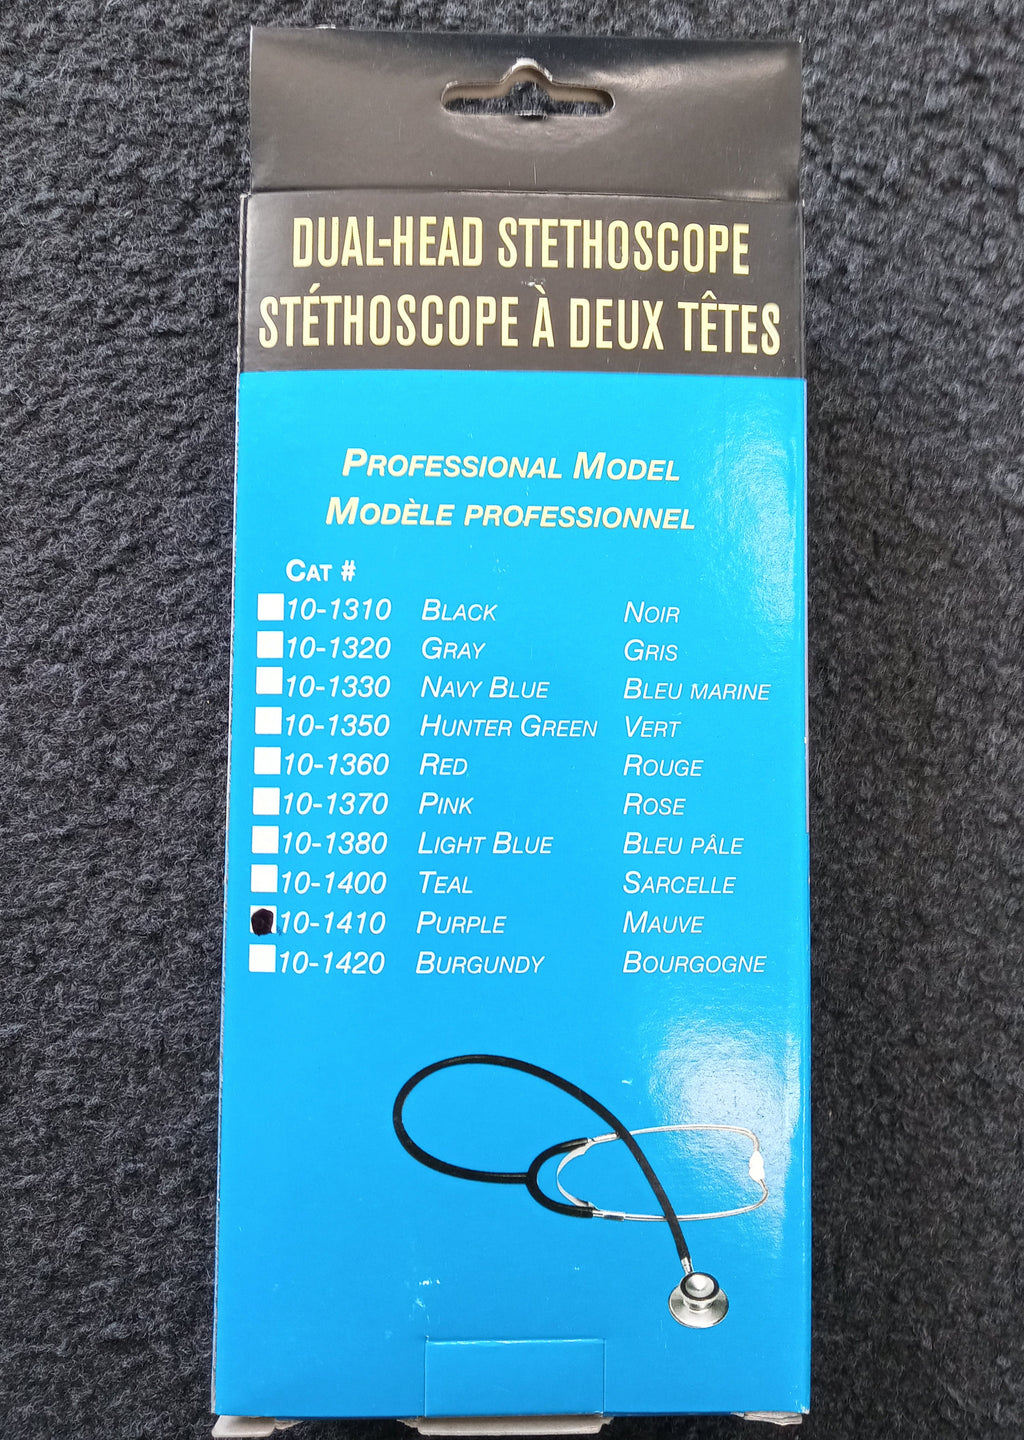 DUAL-HEAD STETHOSCOPE
STÉTHOSCOPE À DEUX TÊTES
PROFESSIONAL MODEL
MODÈLE PROFESSIONNEL
CAT #
10-1310 BLACK NOIR
10-1320 GRAY GRIS
10-1330 NAVY BLUE BLEU MARINE
10-1350 HUNTER GREEN VERT
10-1360 RED ROUGE
10-1370 PINK ROSE
10-1380 LIGHT BLUE BLEU PÂLE
10-1400 TEAL SARCELLE
10-1410 PURPLE MAUVE
10-1420 BURGUNDY BOURGOGNE